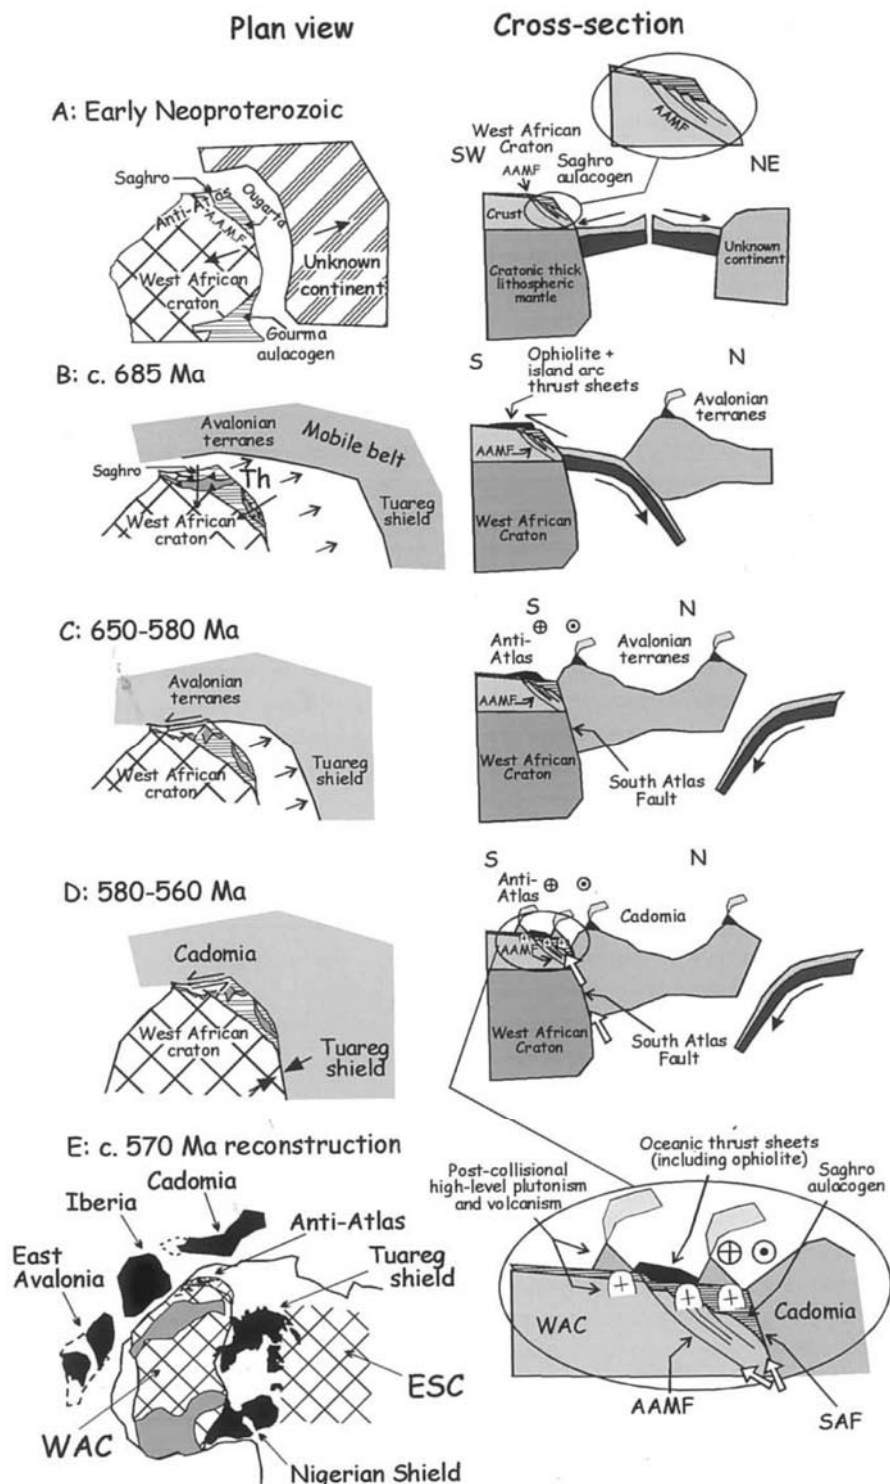 Plan view
Cross-section
A: Early Neoproterozoic
Saghro
Anti-Atlas
A.A.M.F
Ougarta
West African
craton
Unknown
continent
Gourma
aulacogen
AAMF
West African
Craton
SW
AAMF
Saghro
aulacogen
NE
Crust
Cratonic thick
lithospheric
mantle
Unknown
continent
B: c. 685 Ma
Avalonian
terranes
Mobile belt
Saghro
Th
West African
craton
Tuareg
shield
S
Ophiolite +
island arc
thrust sheets
N
Avalonian
terranes
AAMF
West African
Craton
C: 650-580 Ma
Avalonian
terranes
West African
craton
Tuareg
shield
S
N
Anti-
Atlas
Avalonian
terranes
AAMF
West African
Craton
South Atlas
Fault
D: 580-560 Ma
Cadomia
West African
craton
Tuareg
shield
S
N
Anti-
Atlas
Cadomia
AAMF
West African
Craton
South Atlas
Fault
E: c. 570 Ma reconstruction
Cadomia
Iberia
Anti-Atlas
East
Avalonia
Tuareg
shield
WAC
ESC
Nigerian Shield
Oceanic thrust sheets
(including ophiolite)
Post-collisional
high-level plutonism
and volcanism
Saghro
aulacogen
WAC
Cadomia
AAMF
SAF